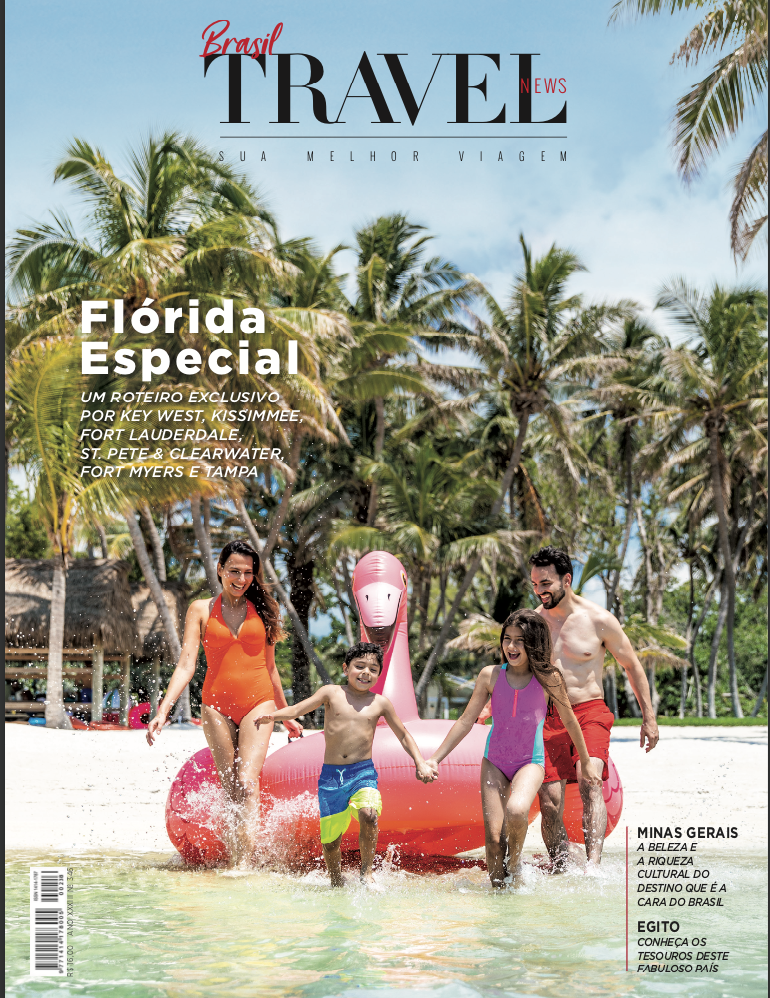 Brasil
TRAVEL
NEWS
SUA MELHOR VIAGEM
Flórida
Especial
UM ROTEIRO EXCLUSIVO
POR KEY WEST, KISSIMMEE,
FORT LAUDERDALE,
ST. PETE & CLEARWATER,
FORT MYERS E TAMPA
MINAS GERAIS
A BELEZA E
A RIQUEZA
CULTURAL DO
DESTINO QUE É A
CARA DO BRASIL
EGITO
CONHEÇA OS
TESOUROS DESTE
FABULOSO PAÍS
R$ 16,00